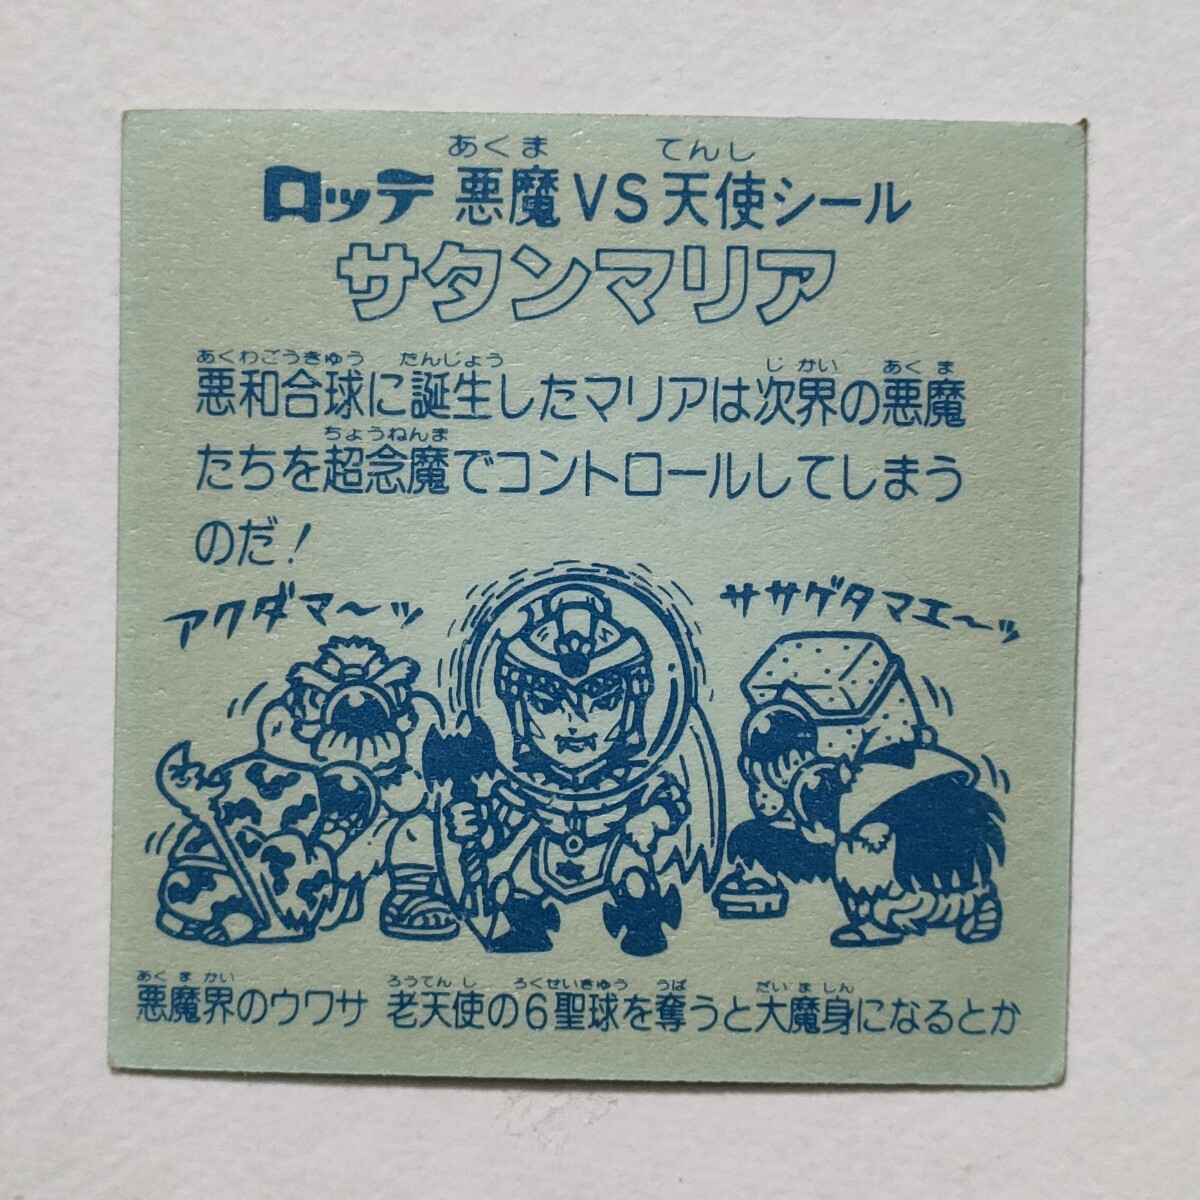 あくま てんし
ロッテ 悪魔VS天使シール
サタンマリア
あくわごうきゅう たんじょう じかい あくま
悪和合球に誕生したマリアは次界の悪魔
ちょうねんま
たちを超念魔でコントロールしてしまう
のだ!
アクダマ〜ッ
ササゲタマエ〜ッ
あくまかい ろうてんし ろくせいきゅう うば だいましん
悪魔界のウワサ 老天使の6聖球を奪うと大魔身になるとか